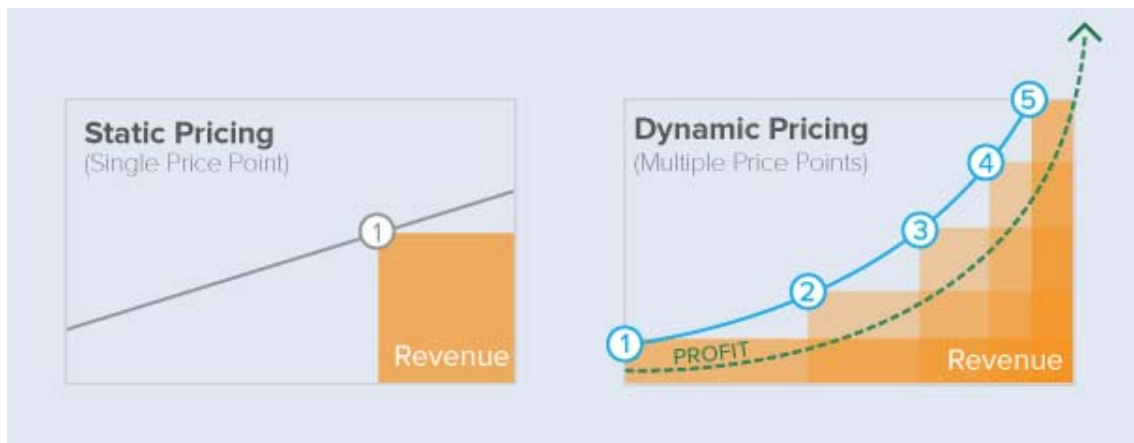 Static Pricing
(Single Price Point)
1
Revenue
Dynamic Pricing
(Multiple Price Points)
5
4
3
2
1
PROFIT
Revenue